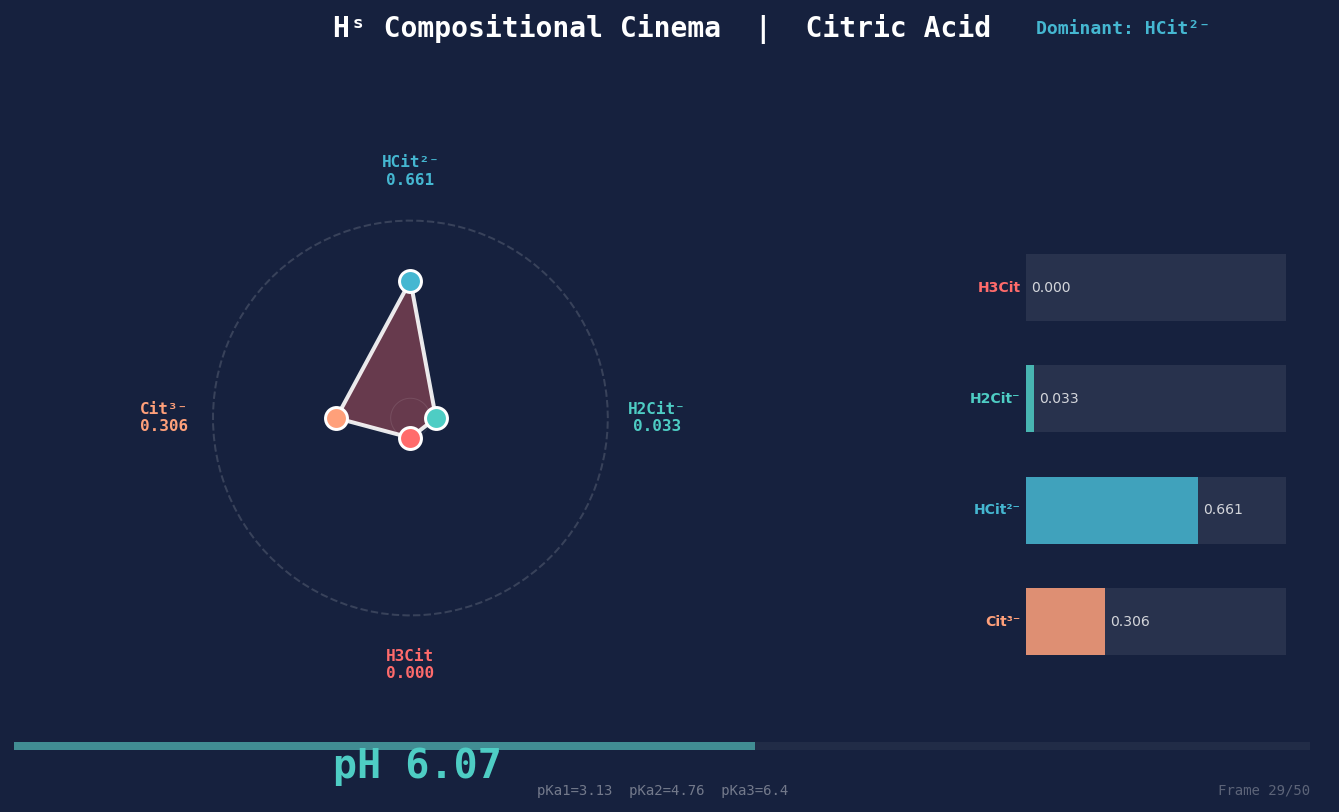 Hˢ Compositional Cinema | Citric Acid
Dominant: HCit²⁻
HCit²⁻
0.661
Cit³⁻
0.306
H2Cit⁻
0.033
H3Cit
0.000
H3Cit 0.000
H2Cit⁻ 0.033
HCit²⁻ 0.661
Cit³⁻ 0.306
pH 6.07
pKa1=3.13 pKa2=4.76 pKa3=6.4
Frame 29/50